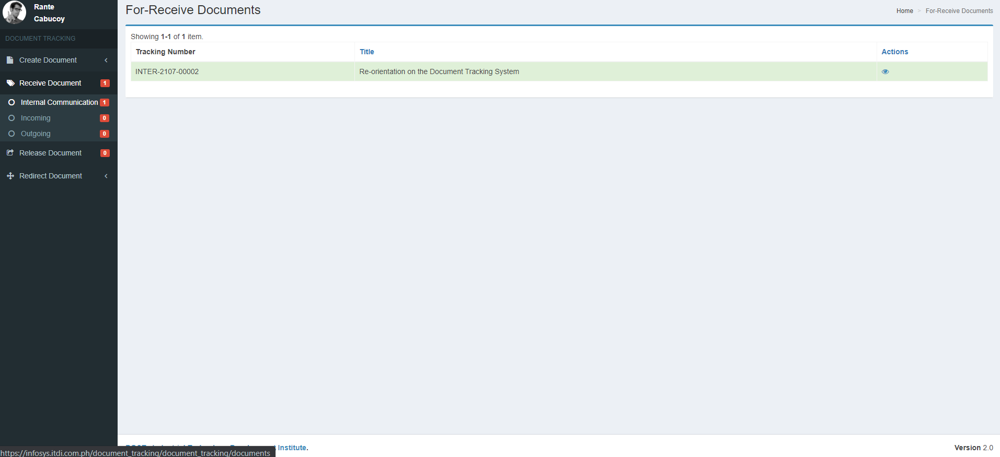 Rante
Cabucoy
DOCUMENT TRACKING
Create Document
Receive Document 1
Internal Communication 1
Incoming 0
Outgoing 0
Release Document 0
Redirect Document
For-Receive Documents
Home > For-Receive Documents
Showing 1-1 of 1 item.
Tracking Number Title Actions
INTER-2107-00002 Re-orientation on the Document Tracking System
Institute.
Version 2.0
https://infosys.itdi.com.ph/document_tracking/document_tracking/documents